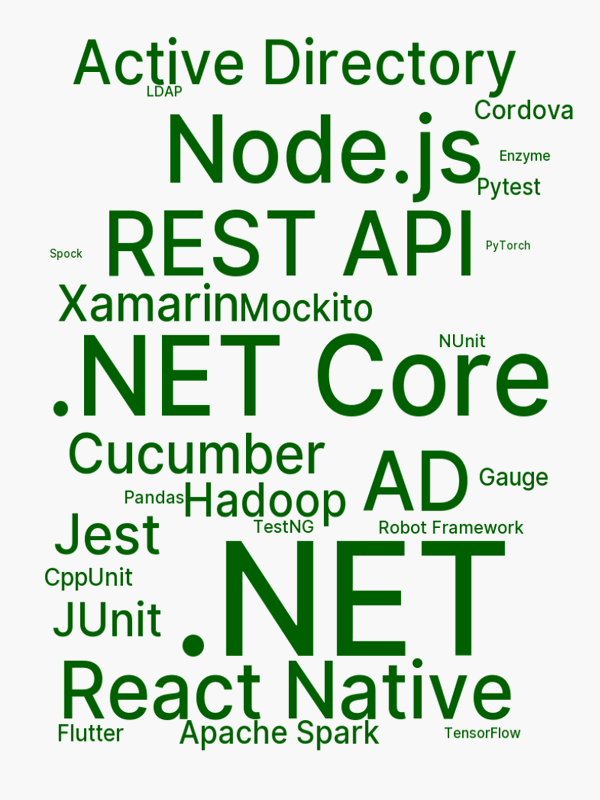 Active Directory
LDAP
Cordova
Node.js
Enzyme
Pytest
REST API
Spock
PyTorch
Xamarin
Mockito
NUnit
.NET Core
Cucumber
AD
Gauge
Pandas
Hadoop
TestNG
Robot Framework
Jest
.NET
CppUnit
JUnit
React Native
Flutter
Apache Spark
TensorFlow